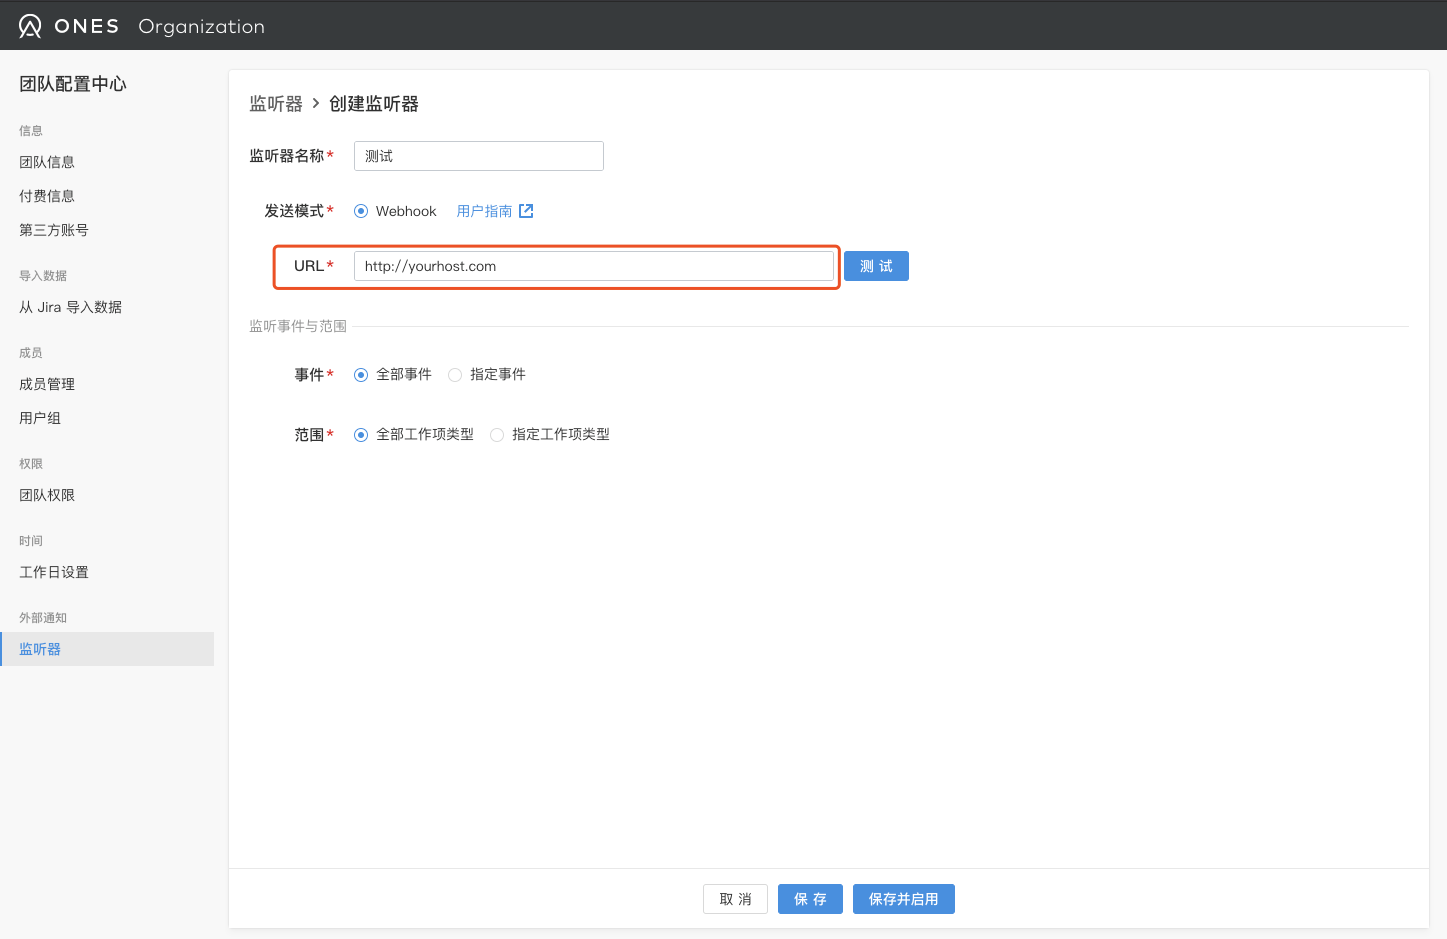 ONES Organization
团队配置中心
信息
团队信息
付费信息
第三方账号
导入数据
从 Jira 导入数据
成员
成员管理
用户组
权限
团队权限
时间
工作日设置
外部通知
监听器
监听器 > 创建监听器
监听器名称* 测试
发送模式* Webhook 用户指南
URL* http://yourhost.com 测 试
监听事件与范围
事件* 全部事件 指定事件
范围* 全部工作项类型 指定工作项类型
取 消 保 存 保存并启用